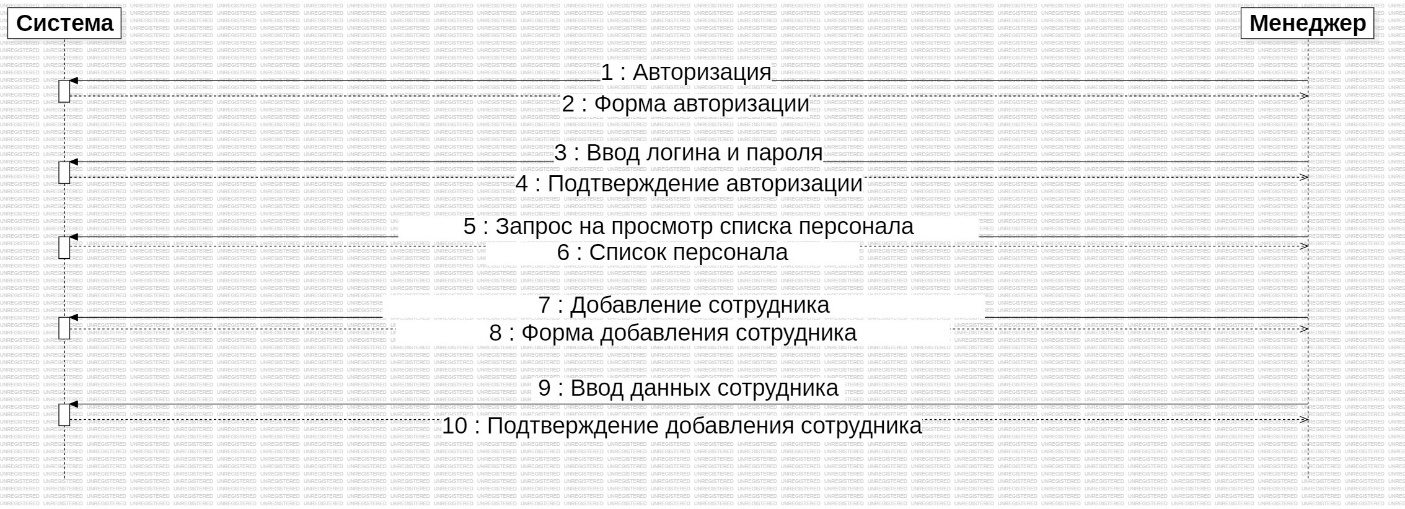 Система
Менеджер
1 : Авторизация
2 : Форма авторизации
3 : Ввод логина и пароля
4 : Подтверждение авторизации
5 : Запрос на просмотр списка персонала
6 : Список персонала
7 : Добавление сотрудника
8 : Форма добавления сотрудника
9 : Ввод данных сотрудника
10 : Подтверждение добавления сотрудника
UNREGISTERED